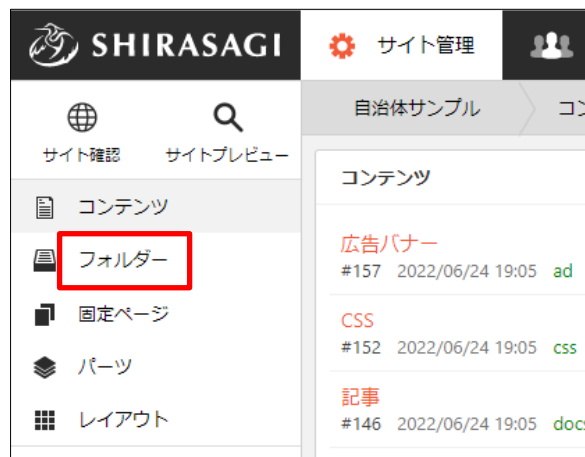 SHIRASAGI
サイト管理
サイト確認
サイトプレビュー
自治体サンプル
コンテンツ
フォルダー
固定ページ
パーツ
レイアウト
コンテンツ
広告バナー
#157 2022/06/24 19:05 ad
CSS
#152 2022/06/24 19:05 css
記事
#146 2022/06/24 19:05